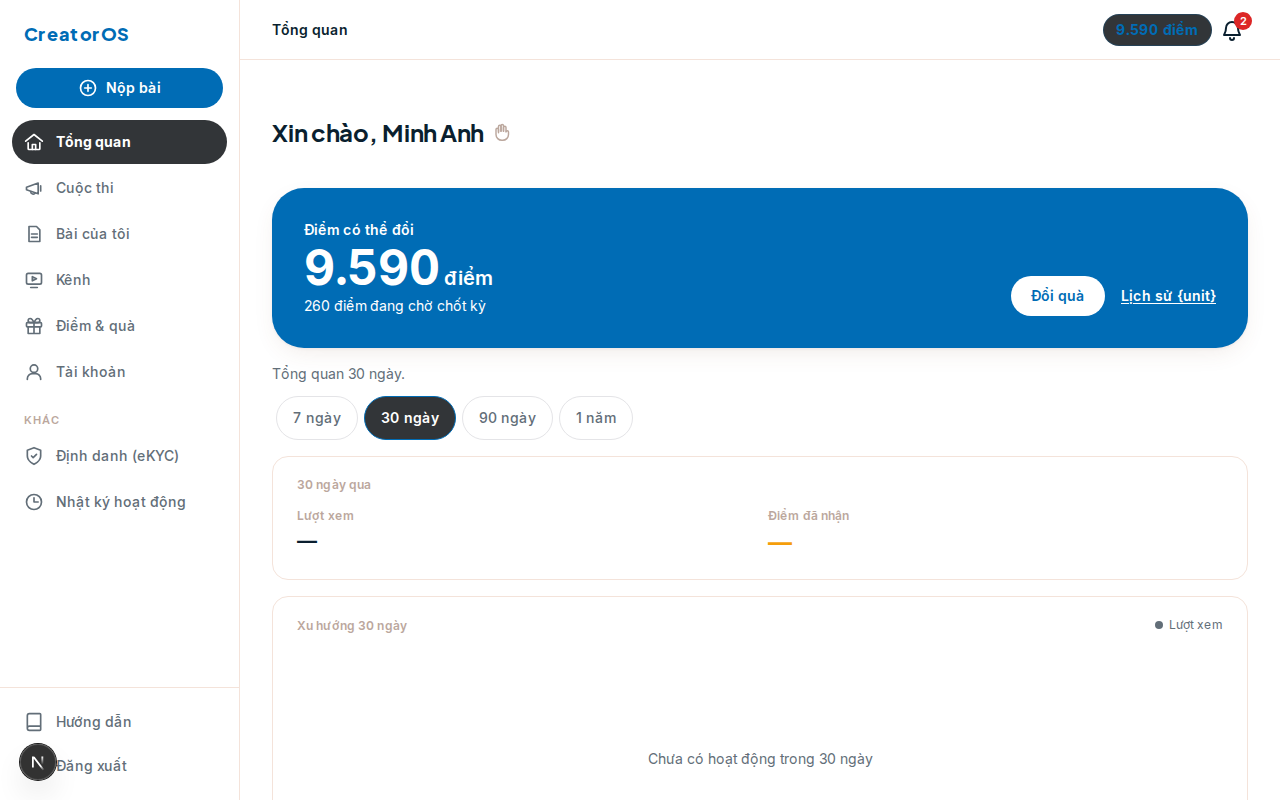 CreatorOS
Nộp bài
Tổng quan
Cuộc thi
Bài của tôi
Kênh
Điểm & quà
Tài khoản
KHÁC
Định danh (eKYC)
Nhật ký hoạt động
Hướng dẫn
N
Đăng xuất
Tổng quan
9.590 điểm
2
Xin chào, Minh Anh
Điểm có thể đổi
9.590 điểm
260 điểm đang chờ chốt kỳ
Đổi quà
Lịch sử {unit}
Tổng quan 30 ngày.
7 ngày
30 ngày
90 ngày
1 năm
30 ngày qua
Lượt xem
Điểm đã nhận
—
—
Xu hướng 30 ngày
Lượt xem
Chưa có hoạt động trong 30 ngày